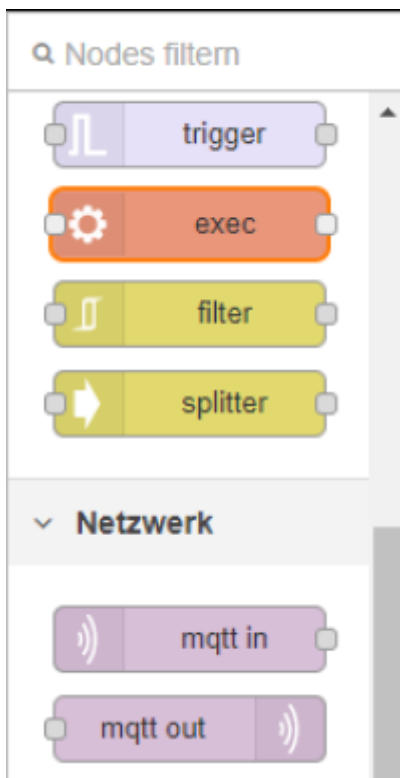 Nodes filtern
trigger
exec
filter
splitter
Netzwerk
mqtt in
mqtt out